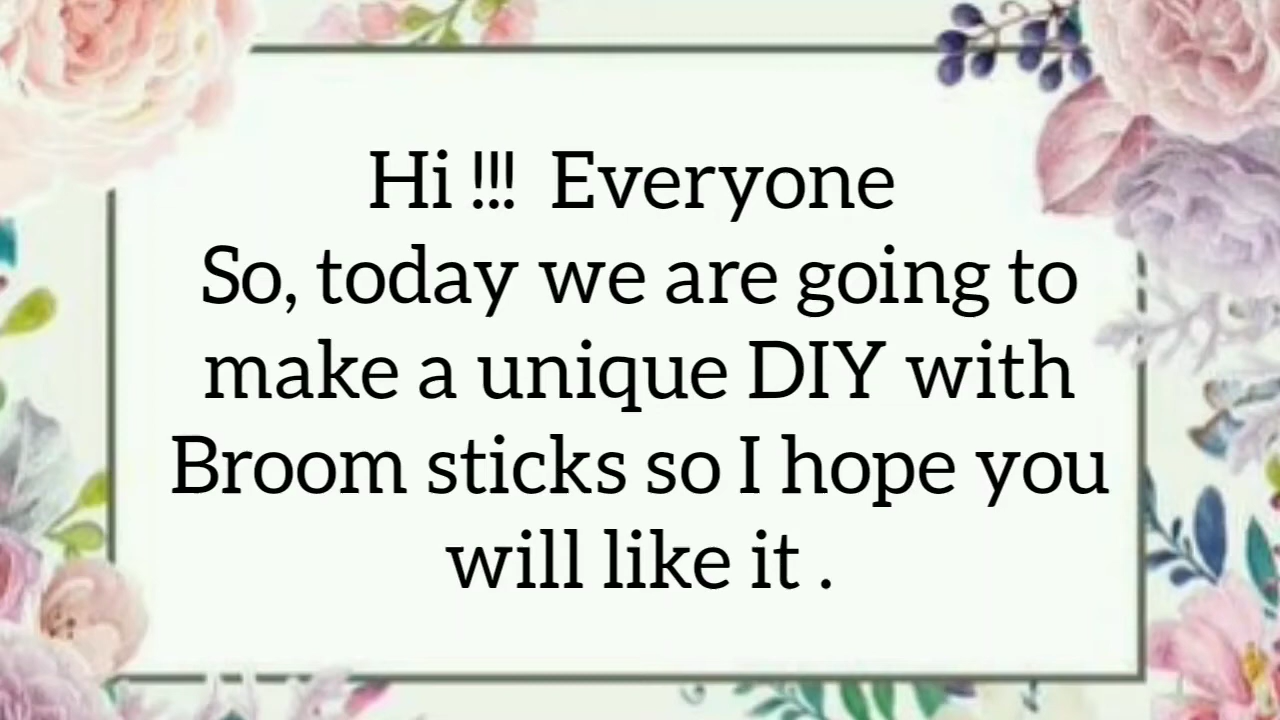 Hi !!!  Everyone
So, today we are going to
make a unique DIY with
Broom sticks so I hope you
will like it .